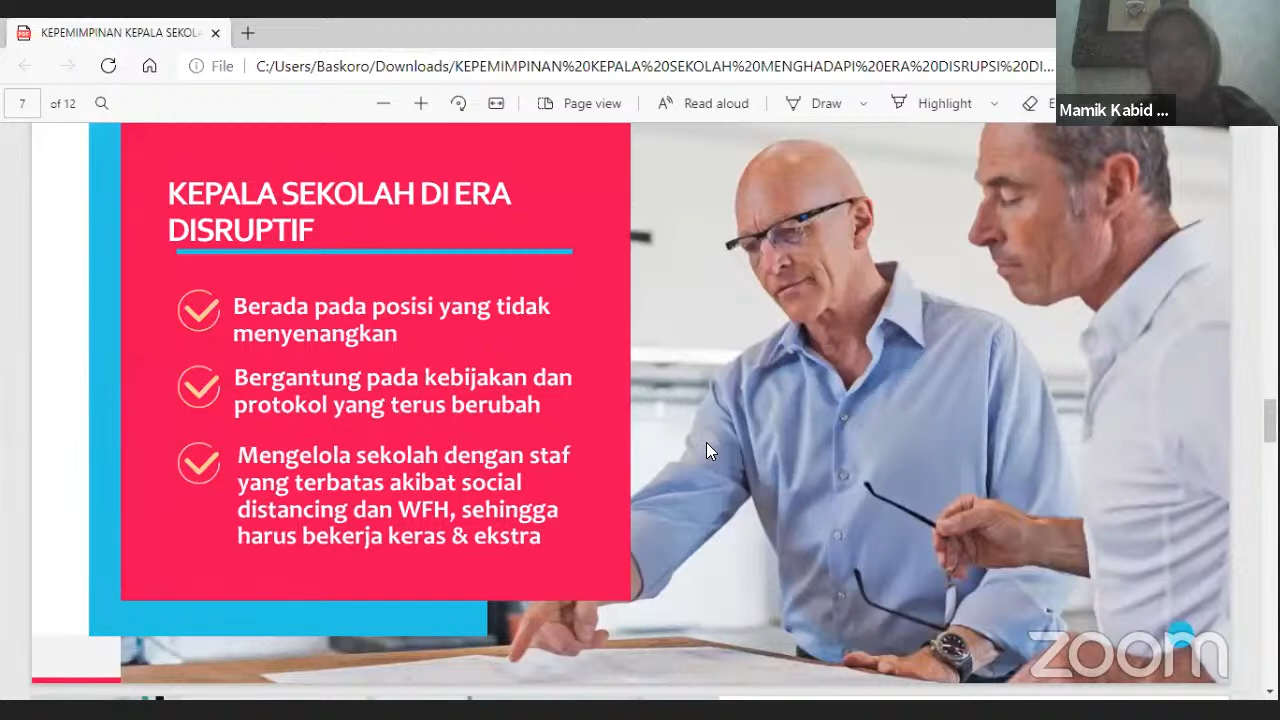 KEPEMIMPINAN KEPALA SEKOL
File
C:/Users/Baskoro/Downloads/KEPEMIMPINAN%20KEPALA%20SEKOLAH%20MENGHADAPI%20ERA%20DISRUPSI%20DI...
7 of 12
Page view
Read aloud
Draw
Highlight
E
Mamik Kabid ...
KEPALA SEKOLAH DI ERA
DISRUPTIF
Berada pada posisi yang tidak
menyenangkan
Bergantung pada kebijakan dan
protokol yang terus berubah
Mengelola sekolah dengan staf
yang terbatas akibat social
distancing dan WFH, sehingga
harus bekerja keras & ekstra
zoom